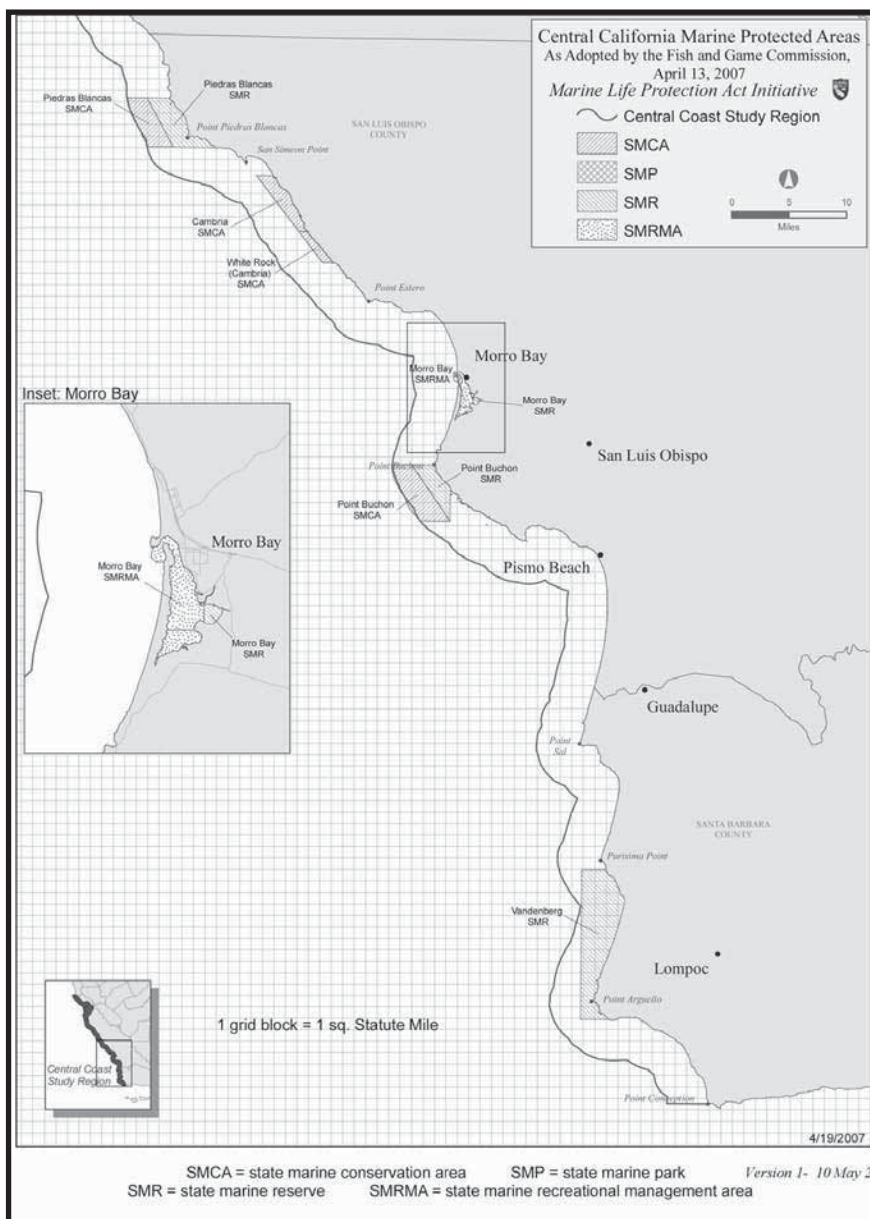 Central California Marine Protected Areas
As Adopted by the Fish and Game Commission,
April 13, 2007
Marine Life Protection Act Initiative
Central Coast Study Region
SMCA
SMP
SMR
SMRMA
0 5 10
Miles
Piedras Blancas
SMCA
Piedras Blancas
SMR
Point Piedras Blancas
SAN LUIS OBISPO
COUNTY
San Simeon Point
Cambria
SMCA
White Rock
(Cambria)
SMCA
Point Estero
Morro Bay
Morro Bay
SMRMA
Morro Bay
SMR
Inset: Morro Bay
Morro Bay
Morro Bay
SMRMA
Morro Bay
SMR
San Luis Obispo
Point Buchon
Point Buchon
SMR
Point Buchon
SMCA
Pismo Beach
Guadalupe
Point
Sal
SANTA BARBARA
COUNTY
Purisima Point
Vandenberg
SMR
Lompoc
Point Arguello
1 grid block = 1 sq. Statute Mile
Central Coast
Study Region
Point Conception
4/19/2007
SMCA = state marine conservation area SMP = state marine park Version 1- 10 May 2
SMR = state marine reserve SMRMA = state marine recreational management area